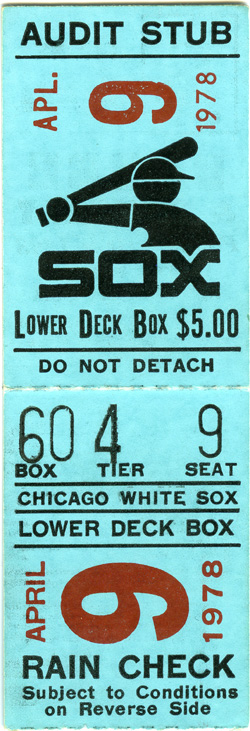 AUDIT STUB
APL. 9 1978
SOX
LOWER DECK BOX $5.00
DO NOT DETACH
60 4 9
BOX TIER SEAT
CHICAGO WHITE SOX
LOWER DECK BOX
APRIL 9 1978
RAIN CHECK
Subject to Conditions
on Reverse Side